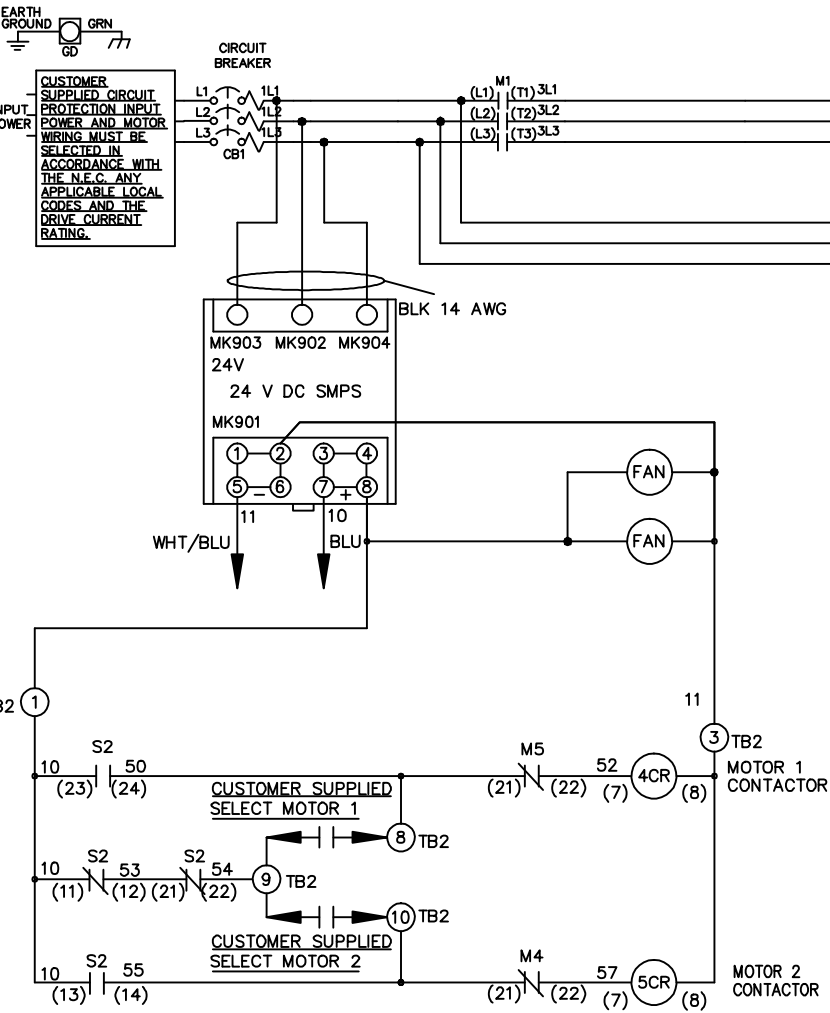 EARTH
GROUND
GRN
GD
CIRCUIT
BREAKER
CUSTOMER
SUPPLIED CIRCUIT
PROTECTION INPUT
POWER AND MOTOR
WIRING MUST BE
SELECTED IN
ACCORDANCE WITH
THE N.E.C. ANY
APPLICABLE LOCAL
CODES AND THE
DRIVE CURRENT
RATING.
NPUT
OWER
L1 1L1
L2 1L2
L3 1L3
CB1
M1
(L1) (T1) 3L1
(L2) (T2) 3L2
(L3) (T3) 3L3
BLK 14 AWG
MK903 MK902 MK904
24V
24 V DC SMPS
MK901
1 2 3 4
5 - 6 7 + 8
11 10
WHT/BLU BLU
FAN
FAN
B2 1
11
3 TB2
S2
10 50
(23) (24)
M5
(21) (22)
52
(7) 4CR (8)
MOTOR 1
CONTACTOR
CUSTOMER SUPPLIED
SELECT MOTOR 1
8 TB2
S2 S2
10 53 54
(11) (12) (21) (22)
9 TB2
10 TB2
CUSTOMER SUPPLIED
SELECT MOTOR 2
S2
10 55
(13) (14)
M4
(21) (22)
57
(7) 5CR (8)
MOTOR 2
CONTACTOR